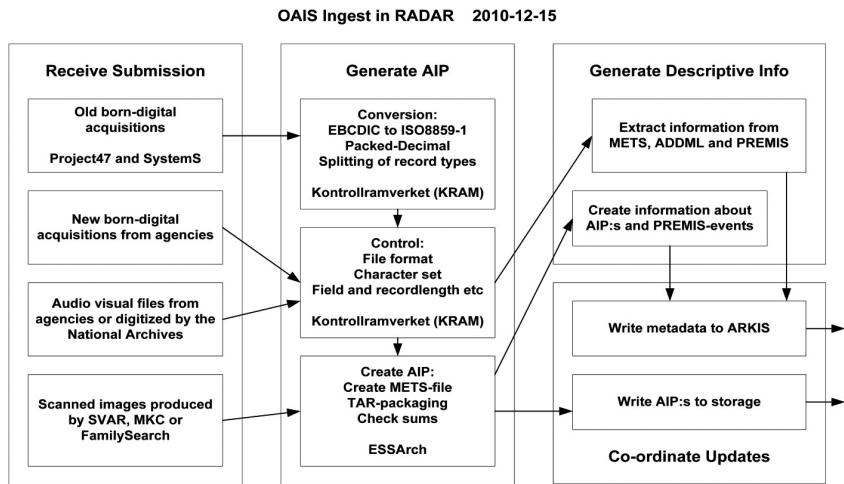 OAIS Ingest in RADAR 2010-12-15
Receive Submission
Old born-digital
acquisitions
Project47 and SystemS
New born-digital
acquisitions from agencies
Audio visual files from
agencies or digitized by the
National Archives
Scanned images produced
by SVAR, MKC or
FamilySearch
Generate AIP
Conversion:
EBCDIC to ISO8859-1
Packed-Decimal
Splitting of record types
Kontrollramverket (KRAM)
Control:
File format
Character set
Field and recordlength etc
Kontrollramverket (KRAM)
Create AIP:
Create METS-file
TAR-packaging
Check sums
ESSArch
Generate Descriptive Info
Extract information from
METS, ADDML and PREMIS
Create information about
AIP:s and PREMIS-events
Write metadata to ARKIS
Write AIP:s to storage
Co-ordinate Updates